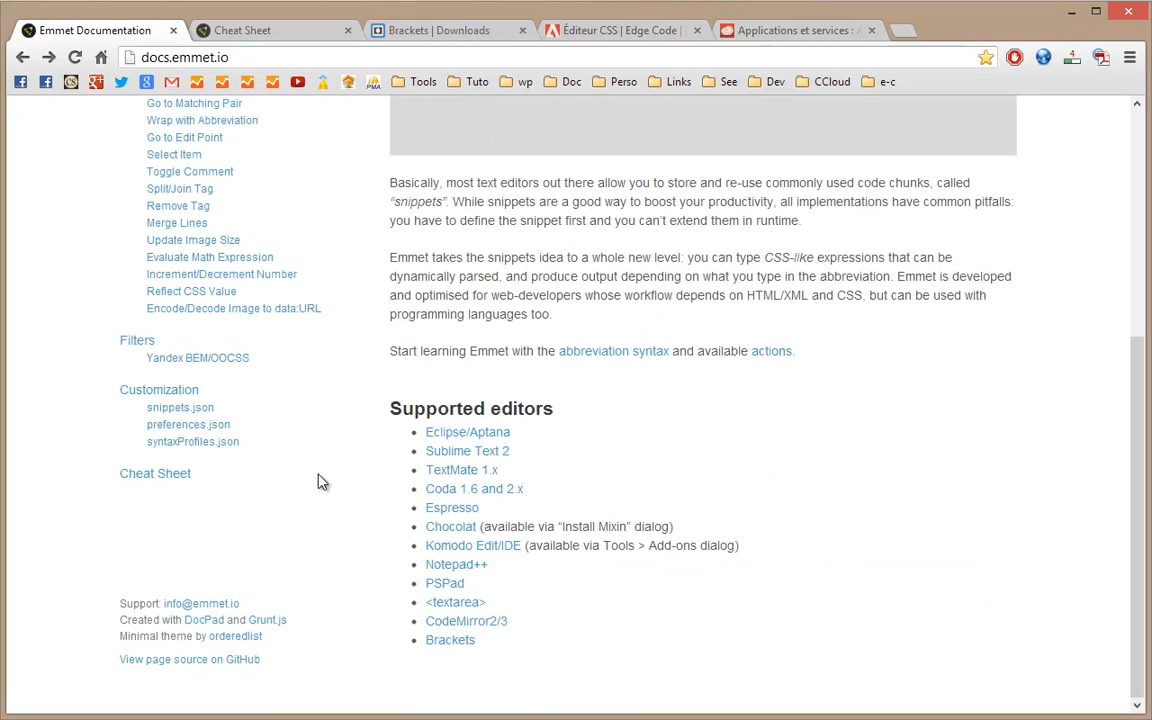 Emmet Documentation
Cheat Sheet
Brackets | Downloads
Éditeur CSS | Edge Code |
Applications et services : A
docs.emmet.io
4
Tools
Tuto
wp
Doc
Perso
Links
See
Dev
CCloud
e-c
Go to Matching Pair
Wrap with Abbreviation
Go to Edit Point
Select Item
Toggle Comment
Split/Join Tag
Remove Tag
Merge Lines
Update Image Size
Evaluate Math Expression
Increment/Decrement Number
Reflect CSS Value
Encode/Decode Image to data:URL
Filters
Yandex BEM/OOCSS
Customization
snippets.json
preferences.json
syntaxProfiles.json
Cheat Sheet
Support: info@emmet.io
Created with DocPad and Grunt.js
Minimal theme by orderedlist
View page source on GitHub
Basically, most text editors out there allow you to store and re-use commonly used code chunks, called
“snippets”. While snippets are a good way to boost your productivity, all implementations have common pitfalls:
you have to define the snippet first and you can’t extend them in runtime.
Emmet takes the snippets idea to a whole new level: you can type CSS-like expressions that can be
dynamically parsed, and produce output depending on what you type in the abbreviation. Emmet is developed
and optimised for web-developers whose workflow depends on HTML/XML and CSS, but can be used with
programming languages too.
Start learning Emmet with the abbreviation syntax and available actions.
Supported editors
Eclipse/Aptana
Sublime Text 2
TextMate 1.x
Coda 1.6 and 2.x
Espresso
Chocolat (available via “Install Mixin” dialog)
Komodo Edit/IDE (available via Tools > Add-ons dialog)
Notepad++
PSPad
<textarea>
CodeMirror2/3
Brackets